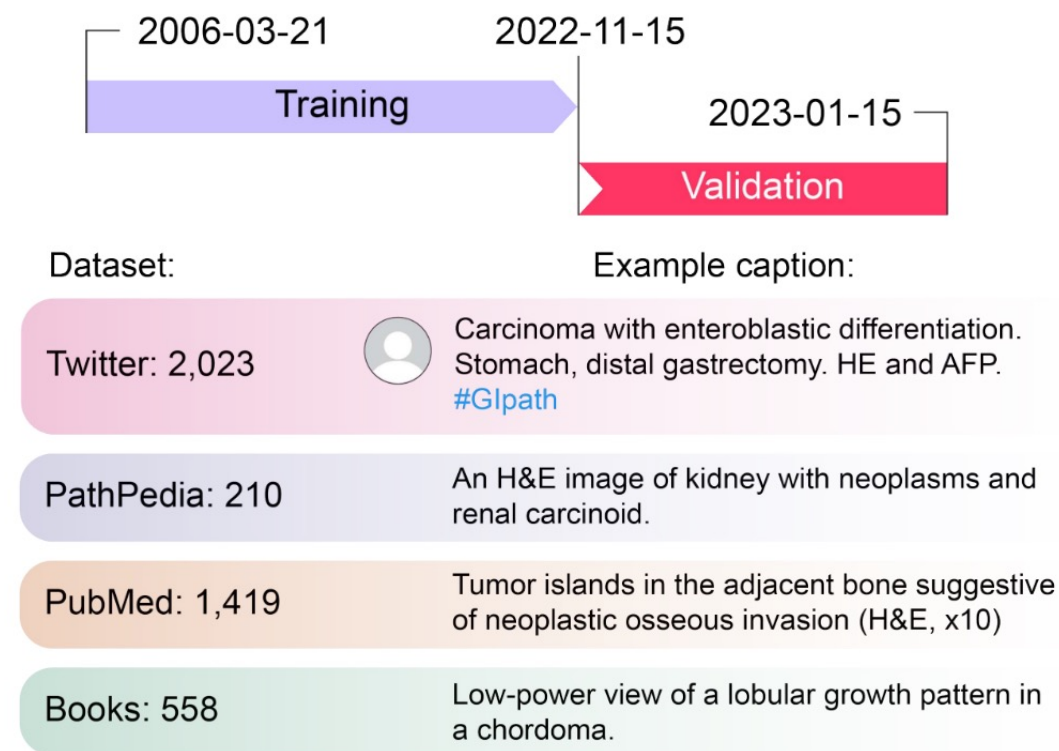 2006-03-21
2022-11-15
Training
2023-01-15
Validation
Dataset:
Example caption:
Twitter: 2,023
Carcinoma with enteroblastic differentiation.
Stomach, distal gastrectomy. HE and AFP.
#GIpath
PathPedia: 210
An H&E image of kidney with neoplasms and
renal carcinoid.
PubMed: 1,419
Tumor islands in the adjacent bone suggestive
of neoplastic osseous invasion (H&E, x10)
Books: 558
Low-power view of a lobular growth pattern in
a chordoma.